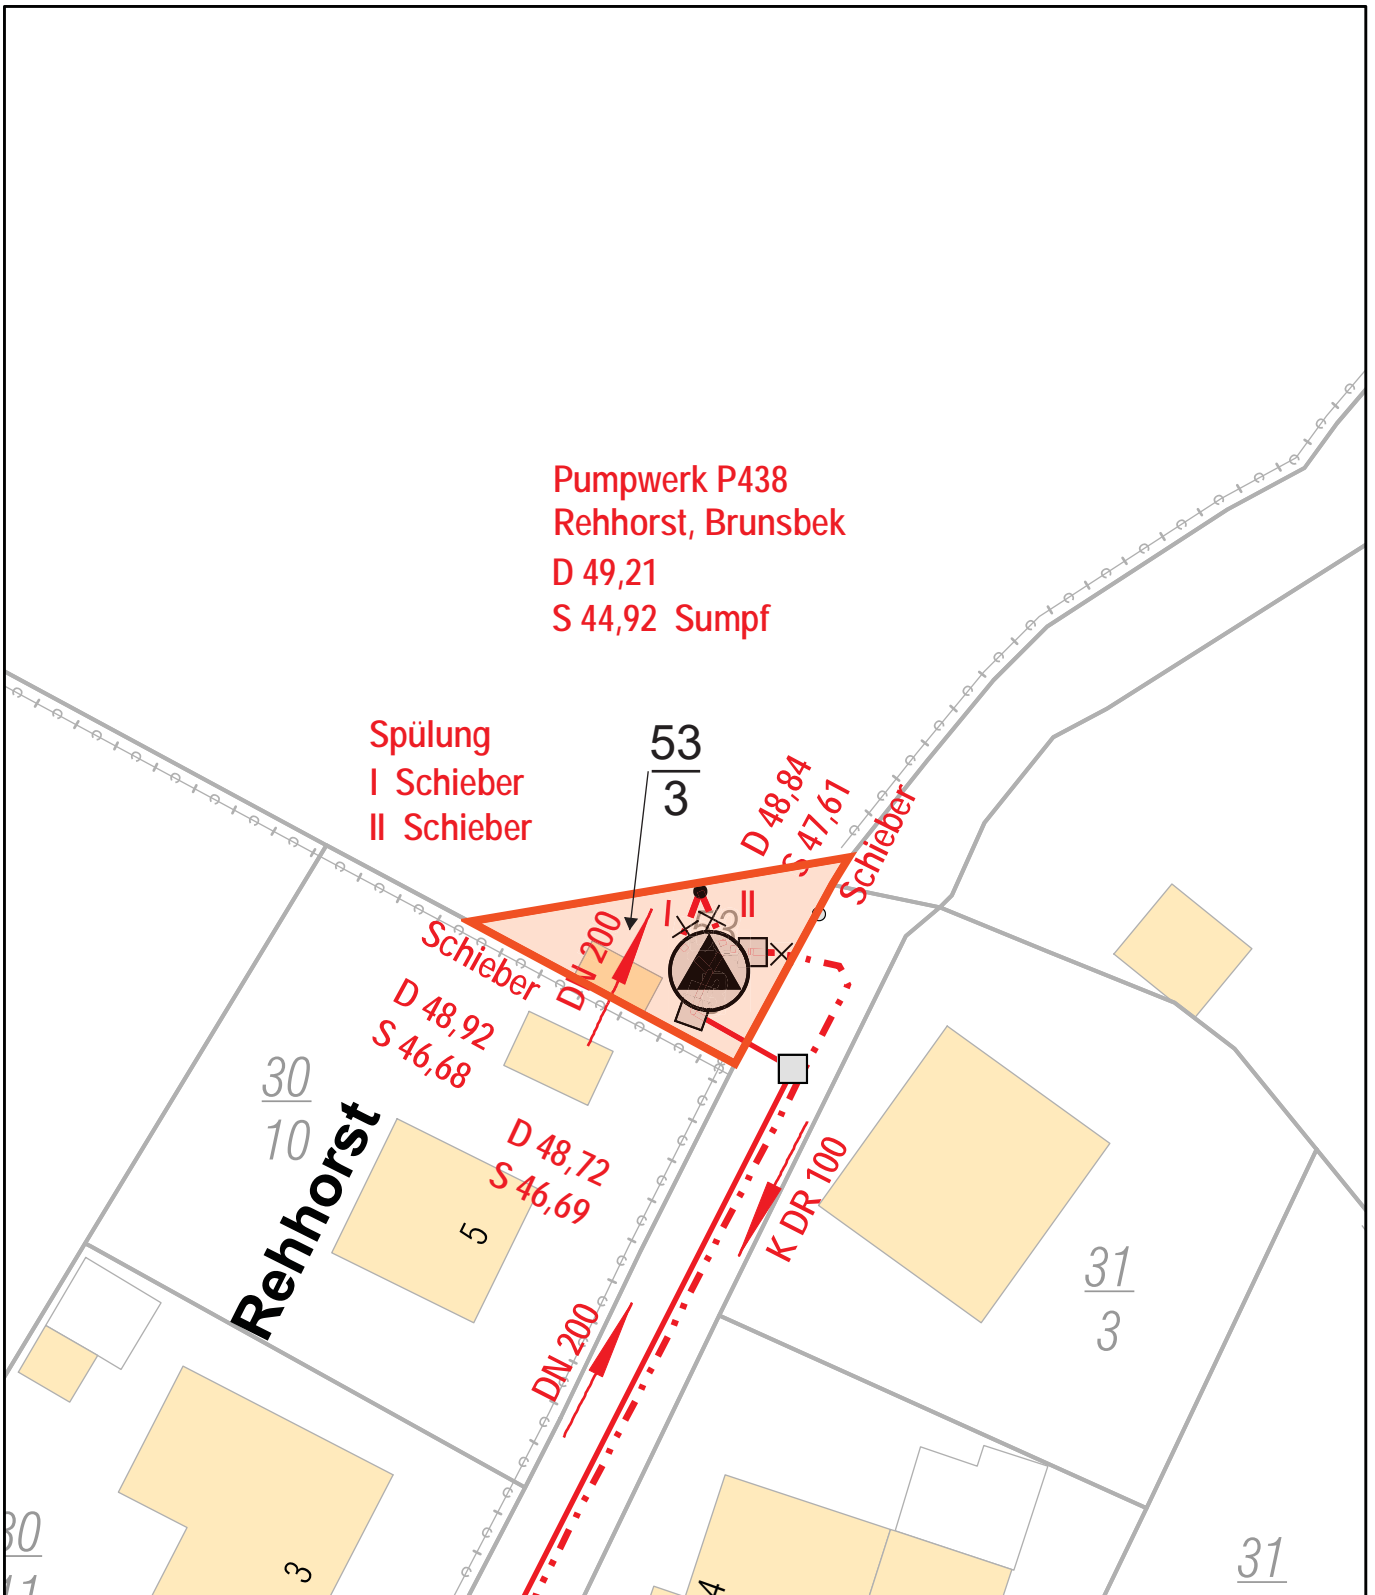 Pumpwerk P438
Rehhorst, Brunsbek
D 49,21
S 44,92 Sumpf
Spülung
I Schieber
II Schieber
53
3
D 48,84
S 47,61
Schieber
I
II
Schieber
DN 200
D 48,92
S 46,68
30
10
Rehhorst
D 48,72
S 46,69
5
K DR 100
DN 200
31
3
3
4
31